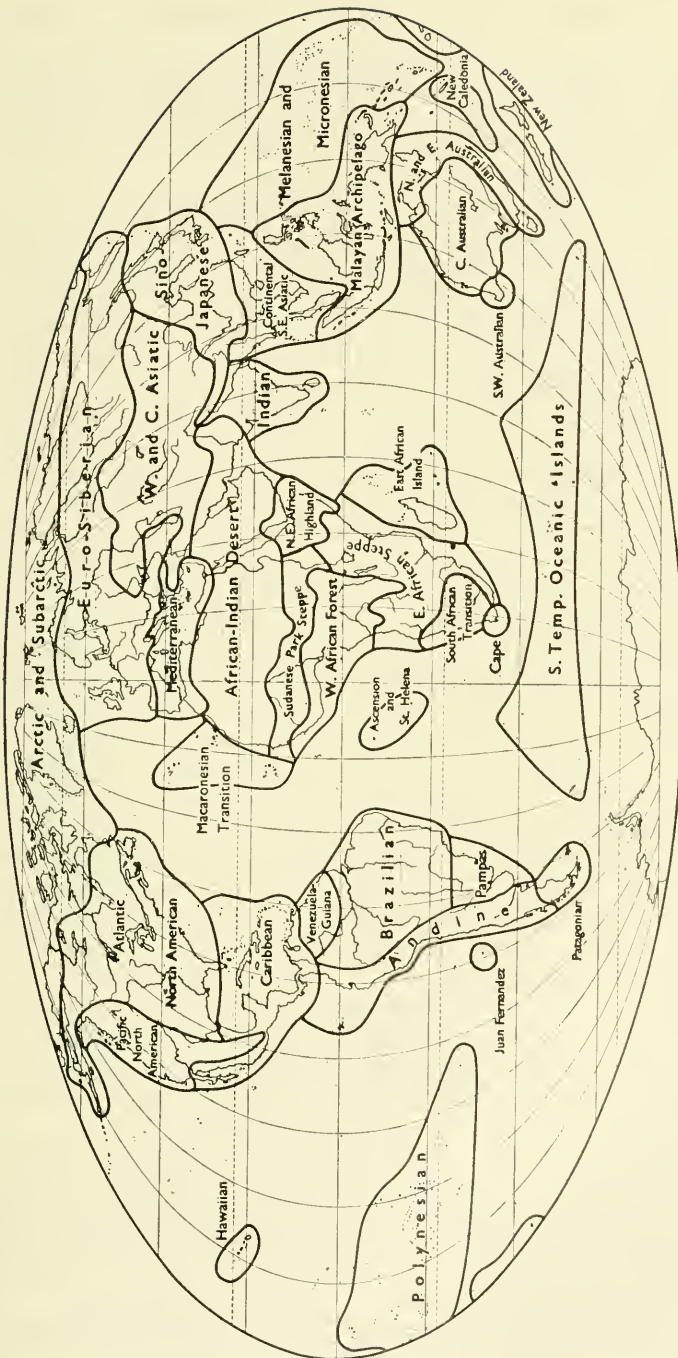 Arctic and Subarctic
Euro-Siberian
Sino
Japanese
W. and C. Asiatic
Pacific
North
American
Atlantic
North American
Mediterranean
Macaronesian
Transition
African-Indian Desert
Continental
S.E. Asiatic
Indian
Melanesian and
Micronesian
Hawaiian
Caribbean
Sudanese Park Steppe
N.E. African
Highland
Malayan Archipelago
Venezuela-
Guiana
W. African Forest
E. African Steppe
Ascension
and
St. Helena
East African
Island
Brazilian
Andine
Polynesian
N. and E. Australian
C. Australian
New
Caledonia
Pampas
South African
Transition
Cape
Juan Fernandez
S.W. Australian
New Zealand
Patagonian
S. Temp. Oceanic Islands